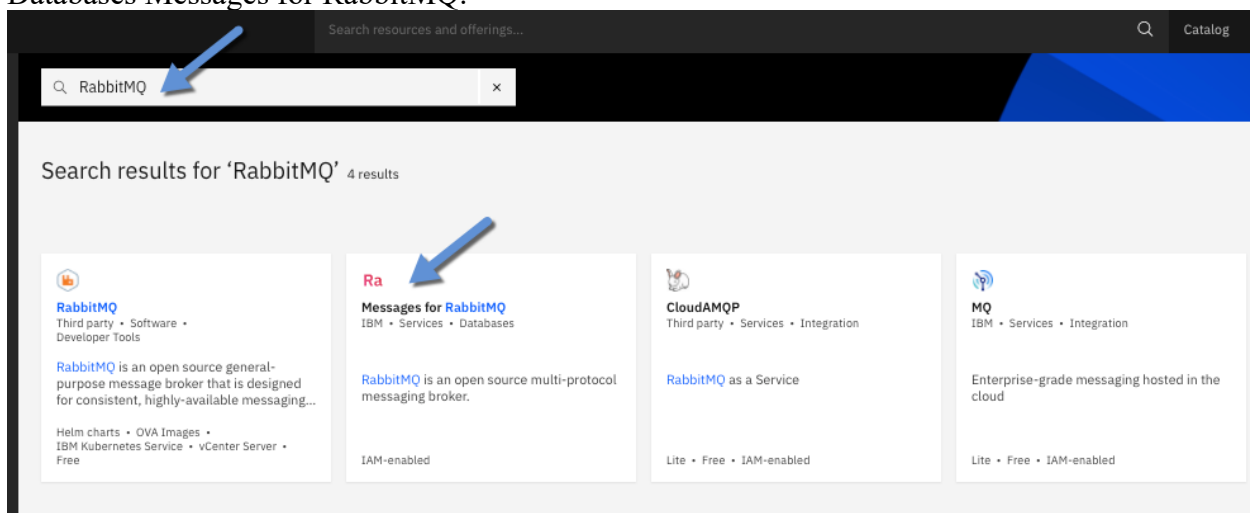 Databases Messages for RabbitMQ.
Search resources and offerings...
Catalog
RabbitMQ
Search results for ‘RabbitMQ’ 4 results
RabbitMQ
Third party • Software •
Developer Tools
RabbitMQ is an open source general-
purpose message broker that is designed
for consistent, highly-available messaging...
Helm charts • OVA Images •
IBM Kubernetes Service • vCenter Server •
Free
Ra
Messages for RabbitMQ
IBM • Services • Databases
RabbitMQ is an open source multi-protocol
messaging broker.
IAM-enabled
CloudAMQP
Third party • Services • Integration
RabbitMQ as a Service
Lite • Free • IAM-enabled
MQ
IBM • Services • Integration
Enterprise-grade messaging hosted in the
cloud
Lite • Free • IAM-enabled